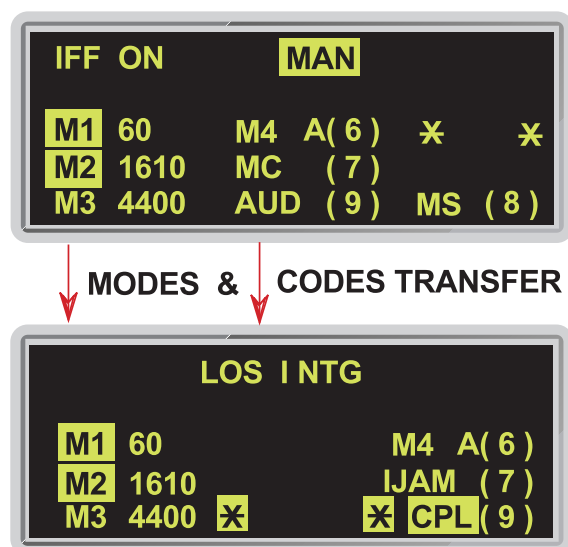 IFF ON MAN
M1 60 M4 A( 6 ) * *
M2 1610 MC ( 7 )
M3 4400 AUD ( 9 ) MS ( 8 )
MODES & CODES TRANSFER
LOS I NTG
M1 60 M4 A( 6 )
M2 1610 IJAM ( 7 )
M3 4400 * * CPL ( 9 )